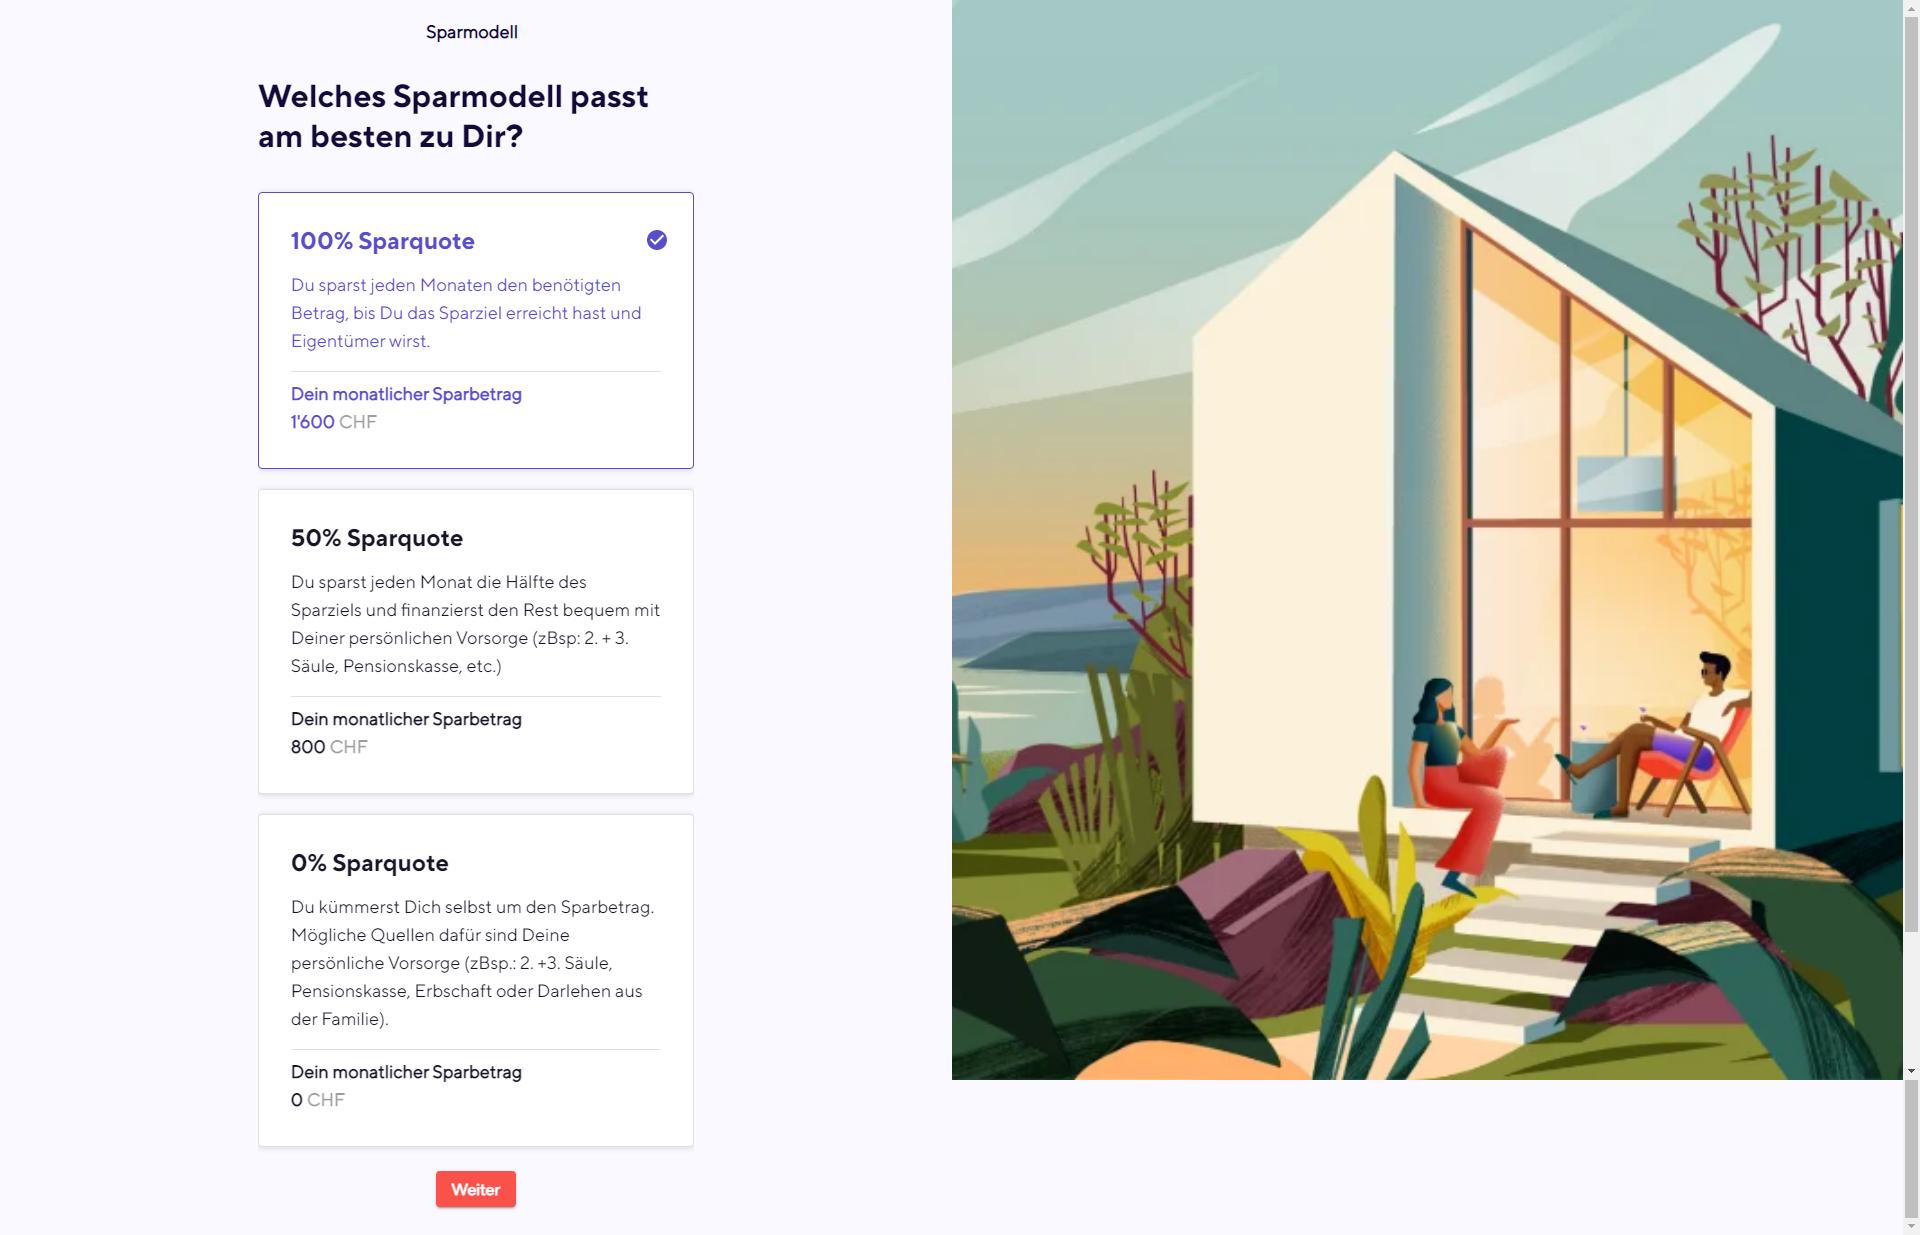 Sparmodell
Welches Sparmodell passt
am besten zu Dir?
100% Sparquote
Du sparst jeden Monaten den benötigten
Betrag, bis Du das Sparziel erreicht hast und
Eigentümer wirst.
Dein monatlicher Sparbetrag
1'600 CHF
50% Sparquote
Du sparst jeden Monat die Hälfte des
Sparziels und finanzierst den Rest bequem mit
Deiner persönlichen Vorsorge (zBsp: 2. + 3.
Säule, Pensionskasse, etc.)
Dein monatlicher Sparbetrag
800 CHF
0% Sparquote
Du kümmerst Dich selbst um den Sparbetrag.
Mögliche Quellen dafür sind Deine
persönliche Vorsorge (zBsp.: 2. +3. Säule,
Pensionskasse, Erbschaft oder Darlehen aus
der Familie).
Dein monatlicher Sparbetrag
0 CHF
Weiter